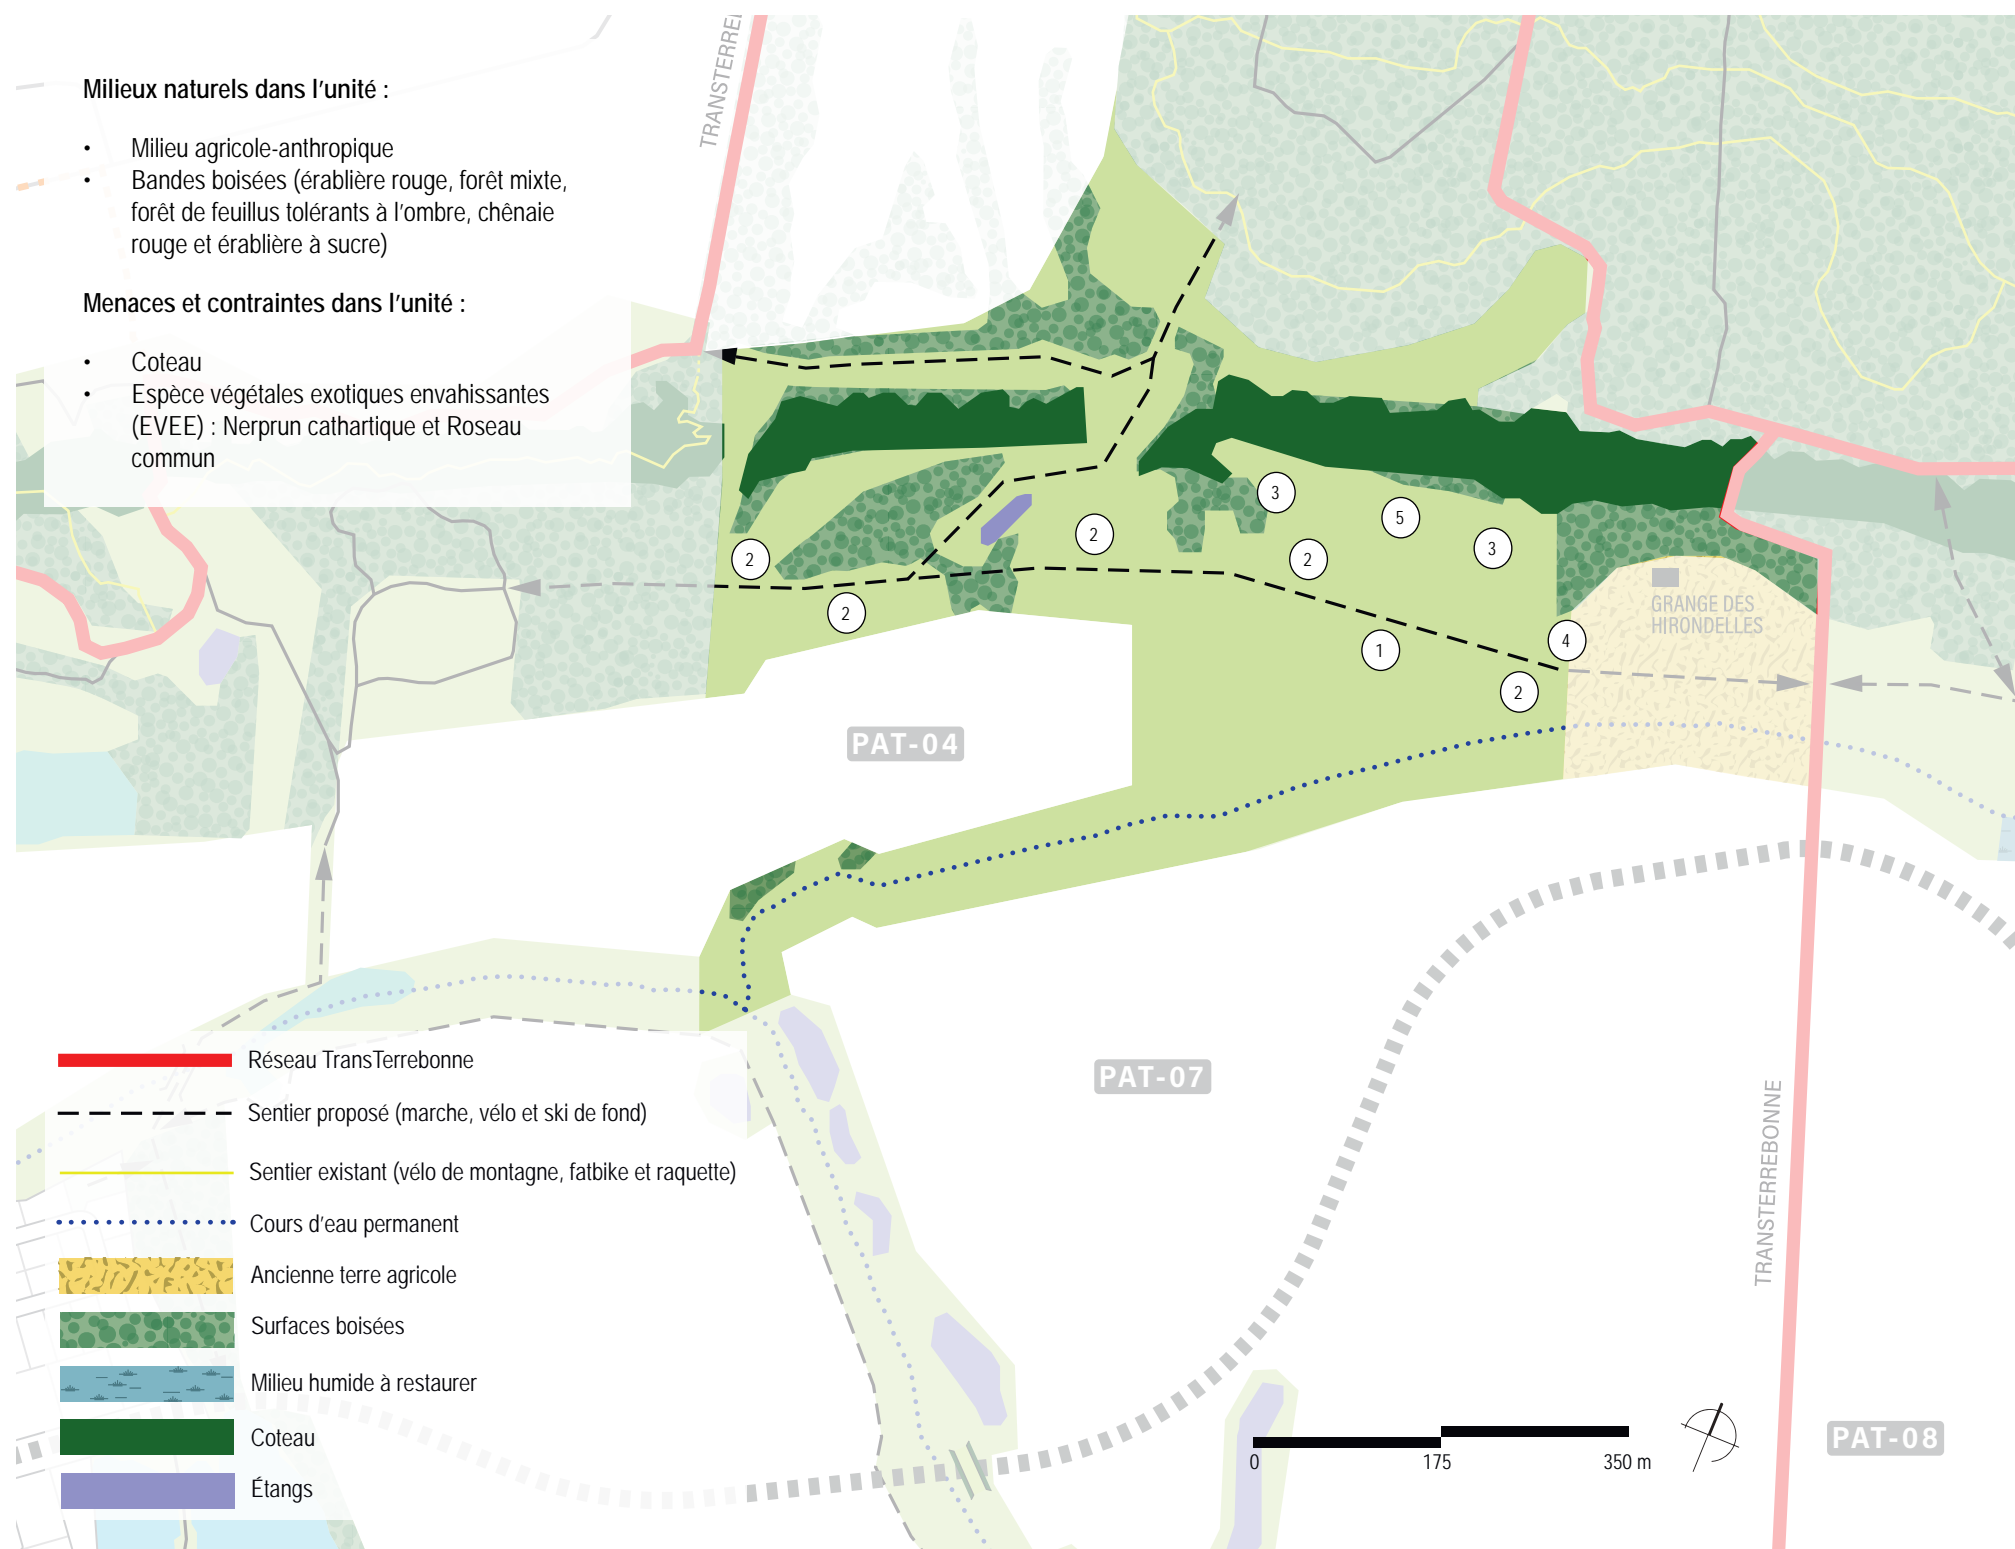 Milieux naturels dans l'unité :
• Milieu agricole-anthropique
• Bandes boisées (érablière rouge, forêt mixte,
forêt de feuillus tolérants à l'ombre, chênaie
rouge et érablière à sucre)
Menaces et contraintes dans l'unité :
• Coteau
• Espèce végétales exotiques envahissantes
(EVEE) : Nerprun cathartique et Roseau
commun
TRANSTERRE
3
5
2
3
2
2
2
GRANGE DES
HIRONDELLES
4
1
2
PAT-04
PAT-07
TRANSTERREBONNE
PAT-08
Réseau TransTerrebonne
Sentier proposé (marche, vélo et ski de fond)
Sentier existant (vélo de montagne, fatbike et raquette)
Cours d'eau permanent
Ancienne terre agricole
Surfaces boisées
Milieu humide à restaurer
Coteau
Étangs
0 175 350 m